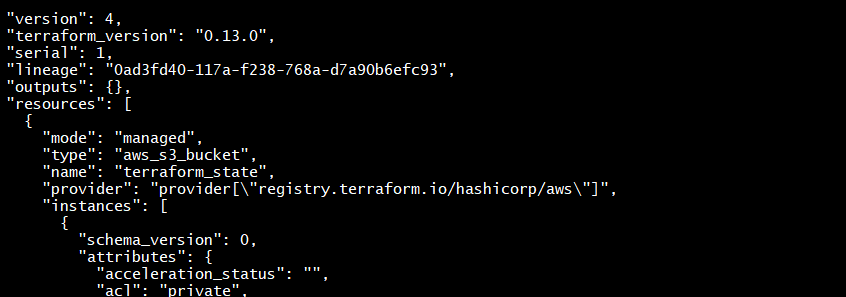 "version": 4,
"terraform_version": "0.13.0",
"serial": 1,
"lineage": "0ad3fd40-117a-f238-768a-d7a90b6efc93",
"outputs": {},
"resources": [
  {
    "mode": "managed",
    "type": "aws_s3_bucket",
    "name": "terraform_state",
    "provider": "provider[\"registry.terraform.io/hashicorp/aws\"]",
    "instances": [
      {
        "schema_version": 0,
        "attributes": {
          "acceleration_status": "",
          "acl": "private",